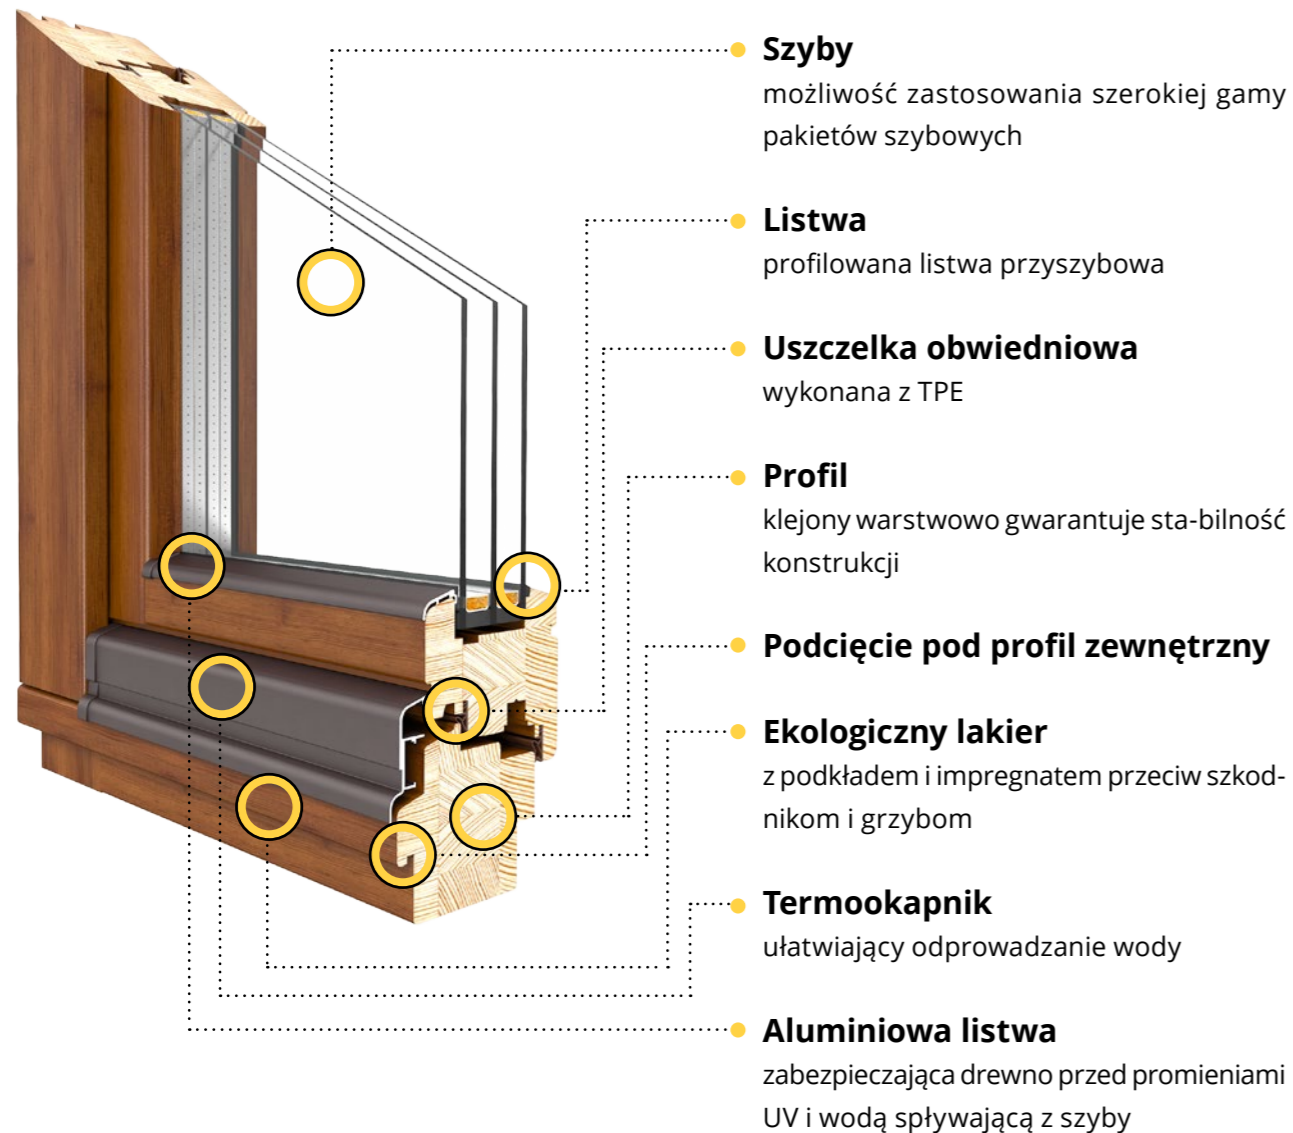 Szyby
możliwość zastosowania szerokiej gamy
pakietów szybowych
Listwa
profilowana listwa przyszybowa
Uszczelka obwiedniowa
wykonana z TPE
Profil
klejony warstwowo gwarantuje sta-bilność
konstrukcji
Podcięcie pod profil zewnętrzny
Ekologiczny lakier
z podkładem i impregnatem przeciw szkod-
nikom i grzybom
Termookapnik
ułatwiający odprowadzanie wody
Aluminiowa listwa
zabezpieczająca drewno przed promieniami
UV i wodą spływającą z szyby